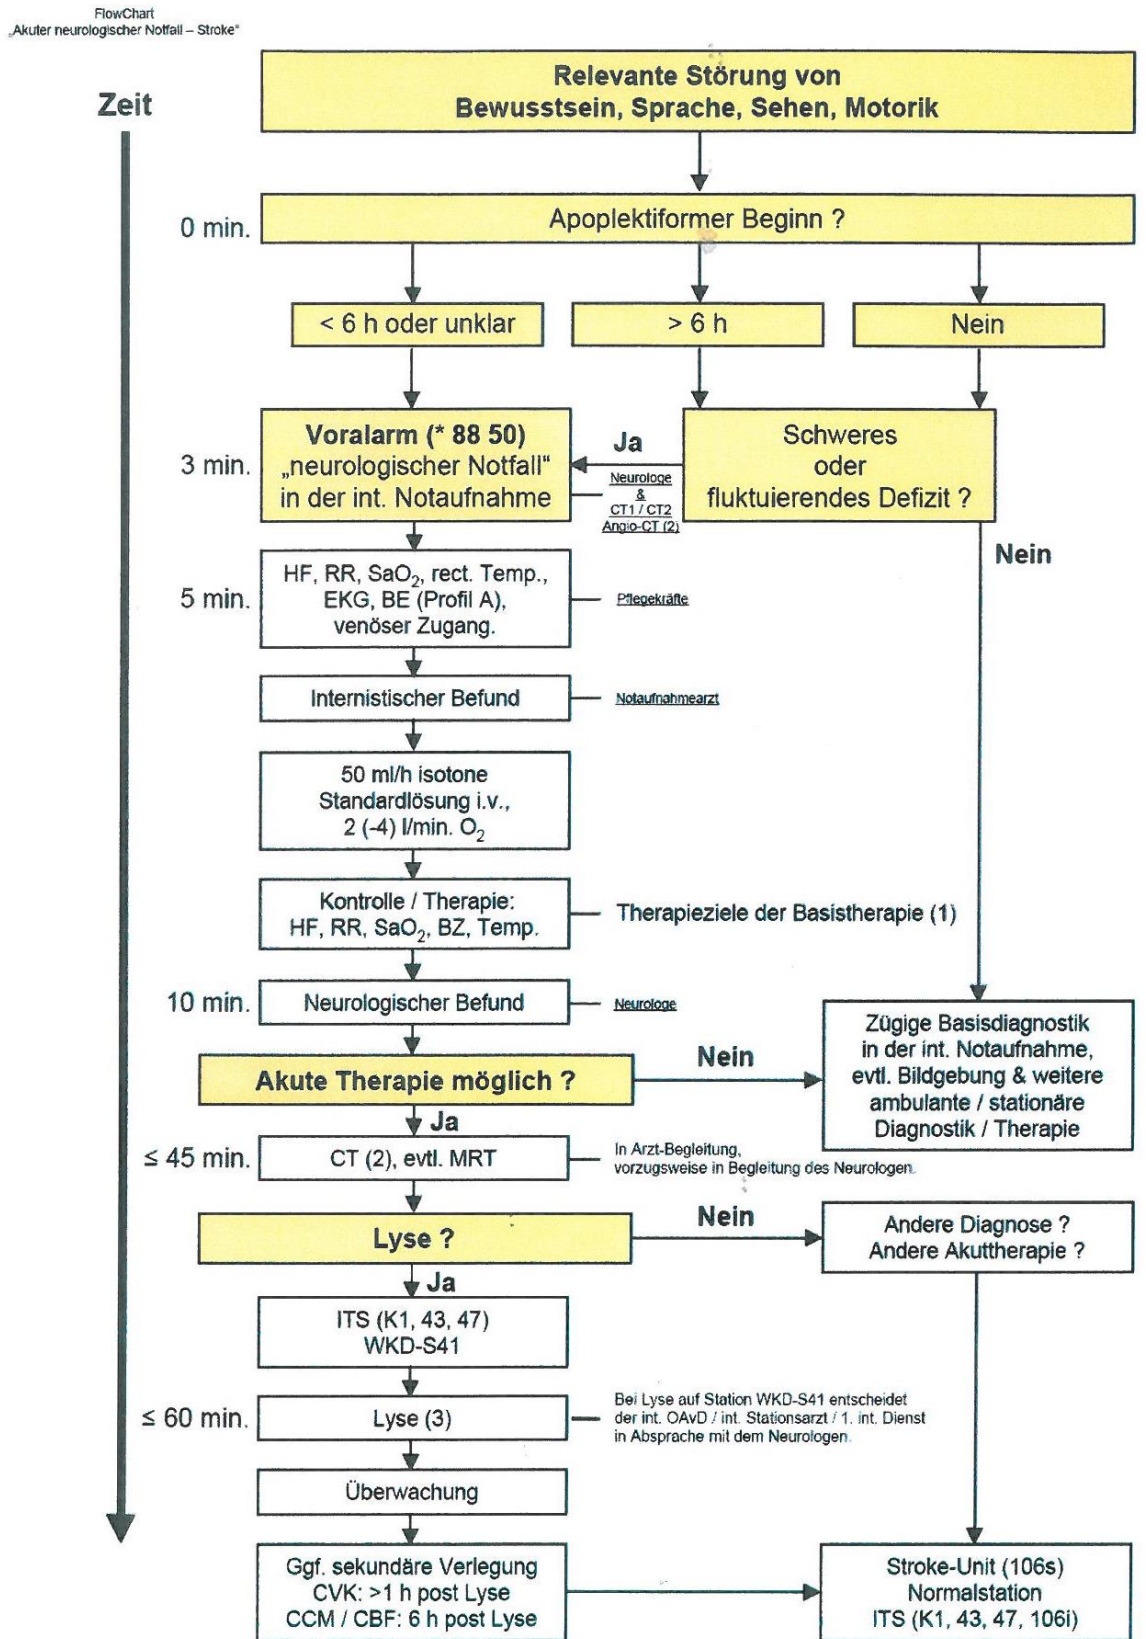 FlowChart
„Akuter neurologischer Notfall – Stroke"
Zeit
Relevante Störung von
Bewusstsein, Sprache, Sehen, Motorik
0 min.
Apoplektiformer Beginn ?
< 6 h oder unklar
> 6 h
Nein
3 min.
Voralarm (* 88 50)
„neurologischer Notfall"
in der int. Notaufnahme
Ja
Neurologe
&
CT1 / CT2
Angio-CT (2)
Schweres
oder
fluktuierendes Defizit ?
Nein
5 min.
HF, RR, SaO₂, rect. Temp.,
EKG, BE (Profil A),
venöser Zugang.
Pflegekräfte
Internistischer Befund
Notaufnahmearzt
50 ml/h isotone
Standardlösung i.v.,
2 (-4) l/min. O₂
Kontrolle / Therapie:
HF, RR, SaO₂, BZ, Temp.
Therapieziele der Basistherapie (1)
10 min.
Neurologischer Befund
Neurologe
Zügige Basisdiagnostik
in der int. Notaufnahme,
evtl. Bildgebung & weitere
ambulante / stationäre
Diagnostik / Therapie
Akute Therapie möglich ?
Nein
Ja
≤ 45 min.
CT (2), evtl. MRT
In Arzt-Begleitung,
vorzugsweise in Begleitung des Neurologen.
Lyse ?
Nein
Andere Diagnose ?
Andere Akuttherapie ?
Ja
ITS (K1, 43, 47)
WKD-S41
≤ 60 min.
Lyse (3)
Bei Lyse auf Station WKD-S41 entscheidet
der int. OAvD / int. Stationsarzt / 1. int. Dienst
in Absprache mit dem Neurologen.
Überwachung
Ggf. sekundäre Verlegung
CVK: >1 h post Lyse
CCM / CBF: 6 h post Lyse
Stroke-Unit (106s)
Normalstation
ITS (K1, 43, 47, 106i)